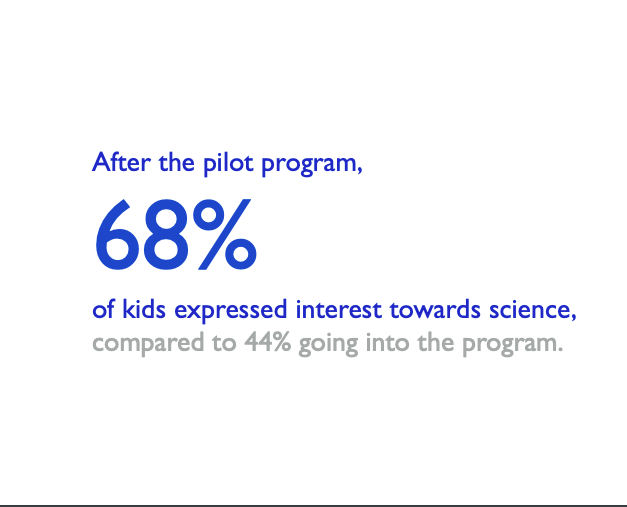 After the pilot program,
68%
of kids expressed interest towards science,
compared to 44% going into the program.